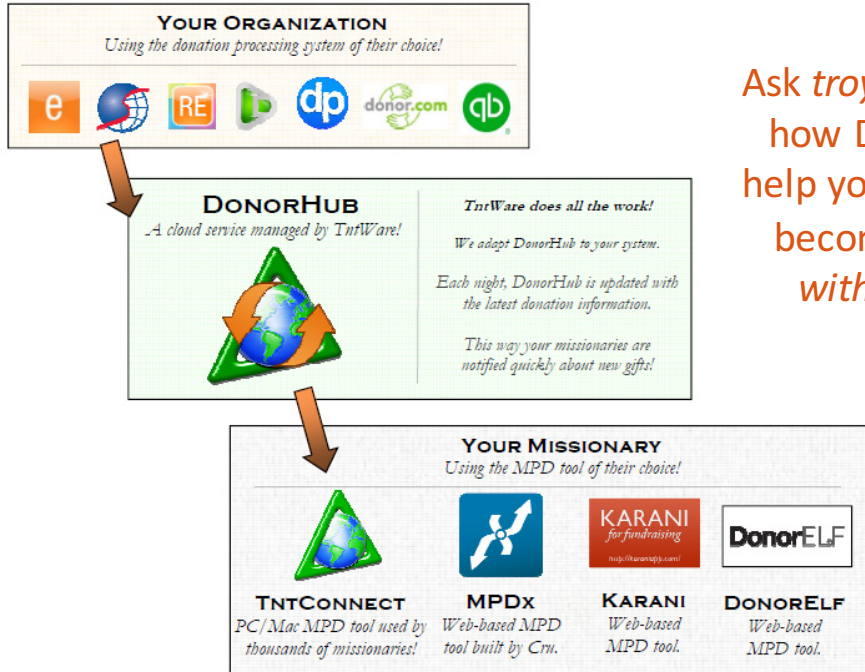 YOUR ORGANIZATION
Using the donation processing system of their choice!
e
RE
dp
donor.com
qb
Ask troy
how D
help yo
becor
with
DONORHUB
A cloud service managed by TntWare!
TntWare does all the work!
We adapt DonorHub to your system.
Each night, DonorHub is updated with
the latest donation information.
This way your missionaries are
notified quickly about new gifts!
YOUR MISSIONARY
Using the MPD tool of their choice!
KARANI
for fundraising
http://karaniapp.com/
DonorELF
TNTCONNECT
PC/Mac MPD tool used by
thousands of missionaries!
MPDX
Web-based MPD
tool built by Cru.
KARANI
Web-based
MPD tool.
DONORELF
Web-based
MPD tool.